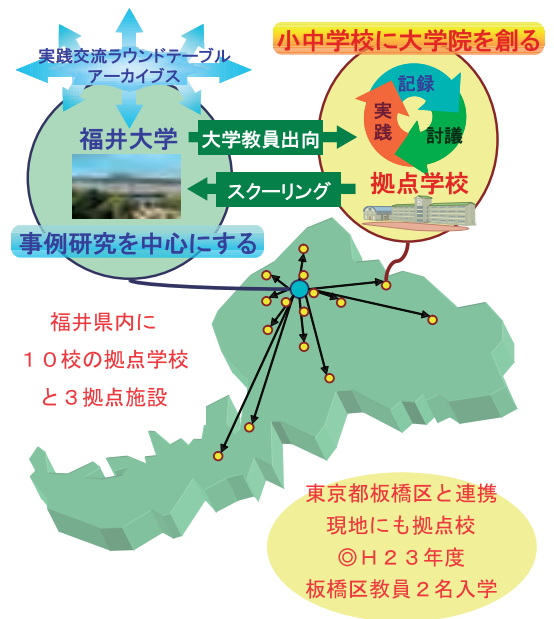 実践交流ラウンドテーブル
アーカイブス
福井大学
事例研究を中心にする
大学教員出向
スクーリング
小中学校に大学院を創る
記録
実践
討議
拠点学校
福井県内に
１０校の拠点学校
と３拠点施設
東京都板橋区と連携
現地にも拠点校
◎Ｈ２３年度
板橋区教員２名入学